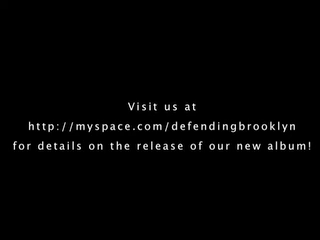 Visit us at
http://myspace.com/defendingbrooklyn
for details on the release of our new album!